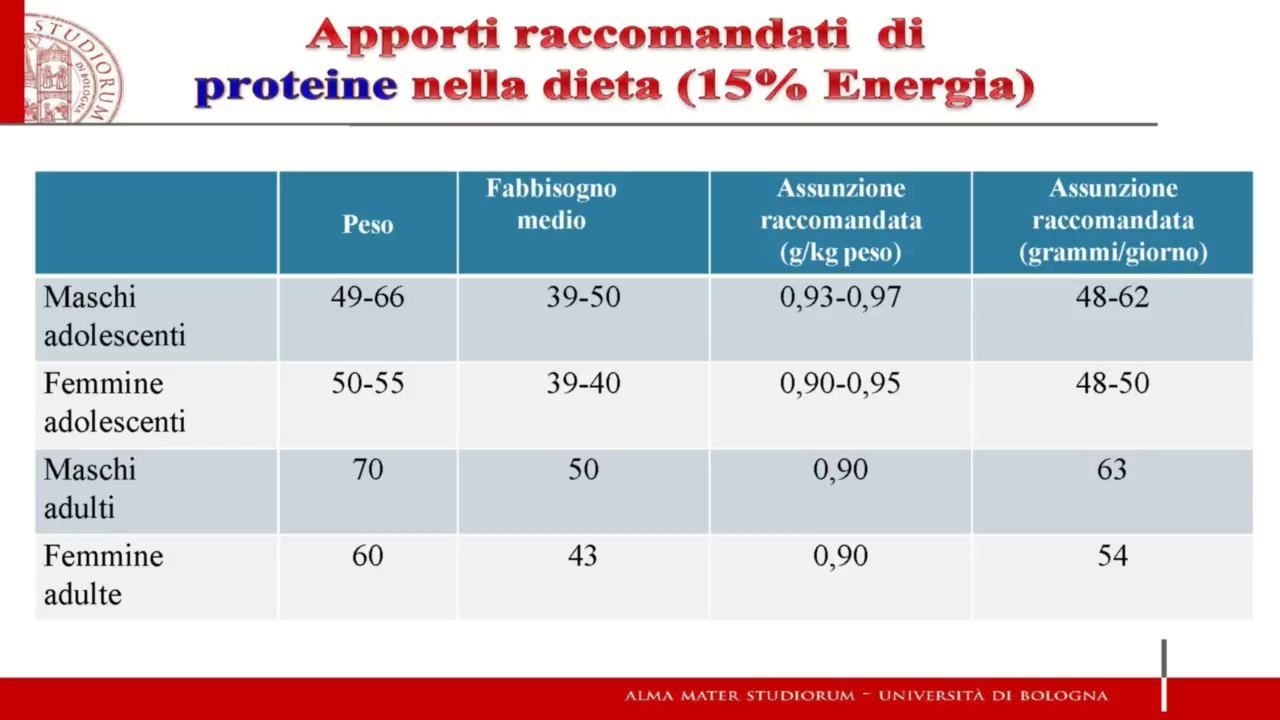 STUDIORUM
DI BOLOGNA
Apporti raccomandati di
proteine nella dieta (15% Energia)
Peso
Fabbisogno
medio
Assunzione
raccomandata
(g/kg peso)
Assunzione
raccomandata
(grammi/giorno)
Maschi
adolescenti
49-66
39-50
0,93-0,97
48-62
Femmine
adolescenti
50-55
39-40
0,90-0,95
48-50
Maschi
adulti
70
50
0,90
63
Femmine
adulte
60
43
0,90
54
ALMA MATER STUDIORUM – UNIVERSITÀ DI BOLOGNA